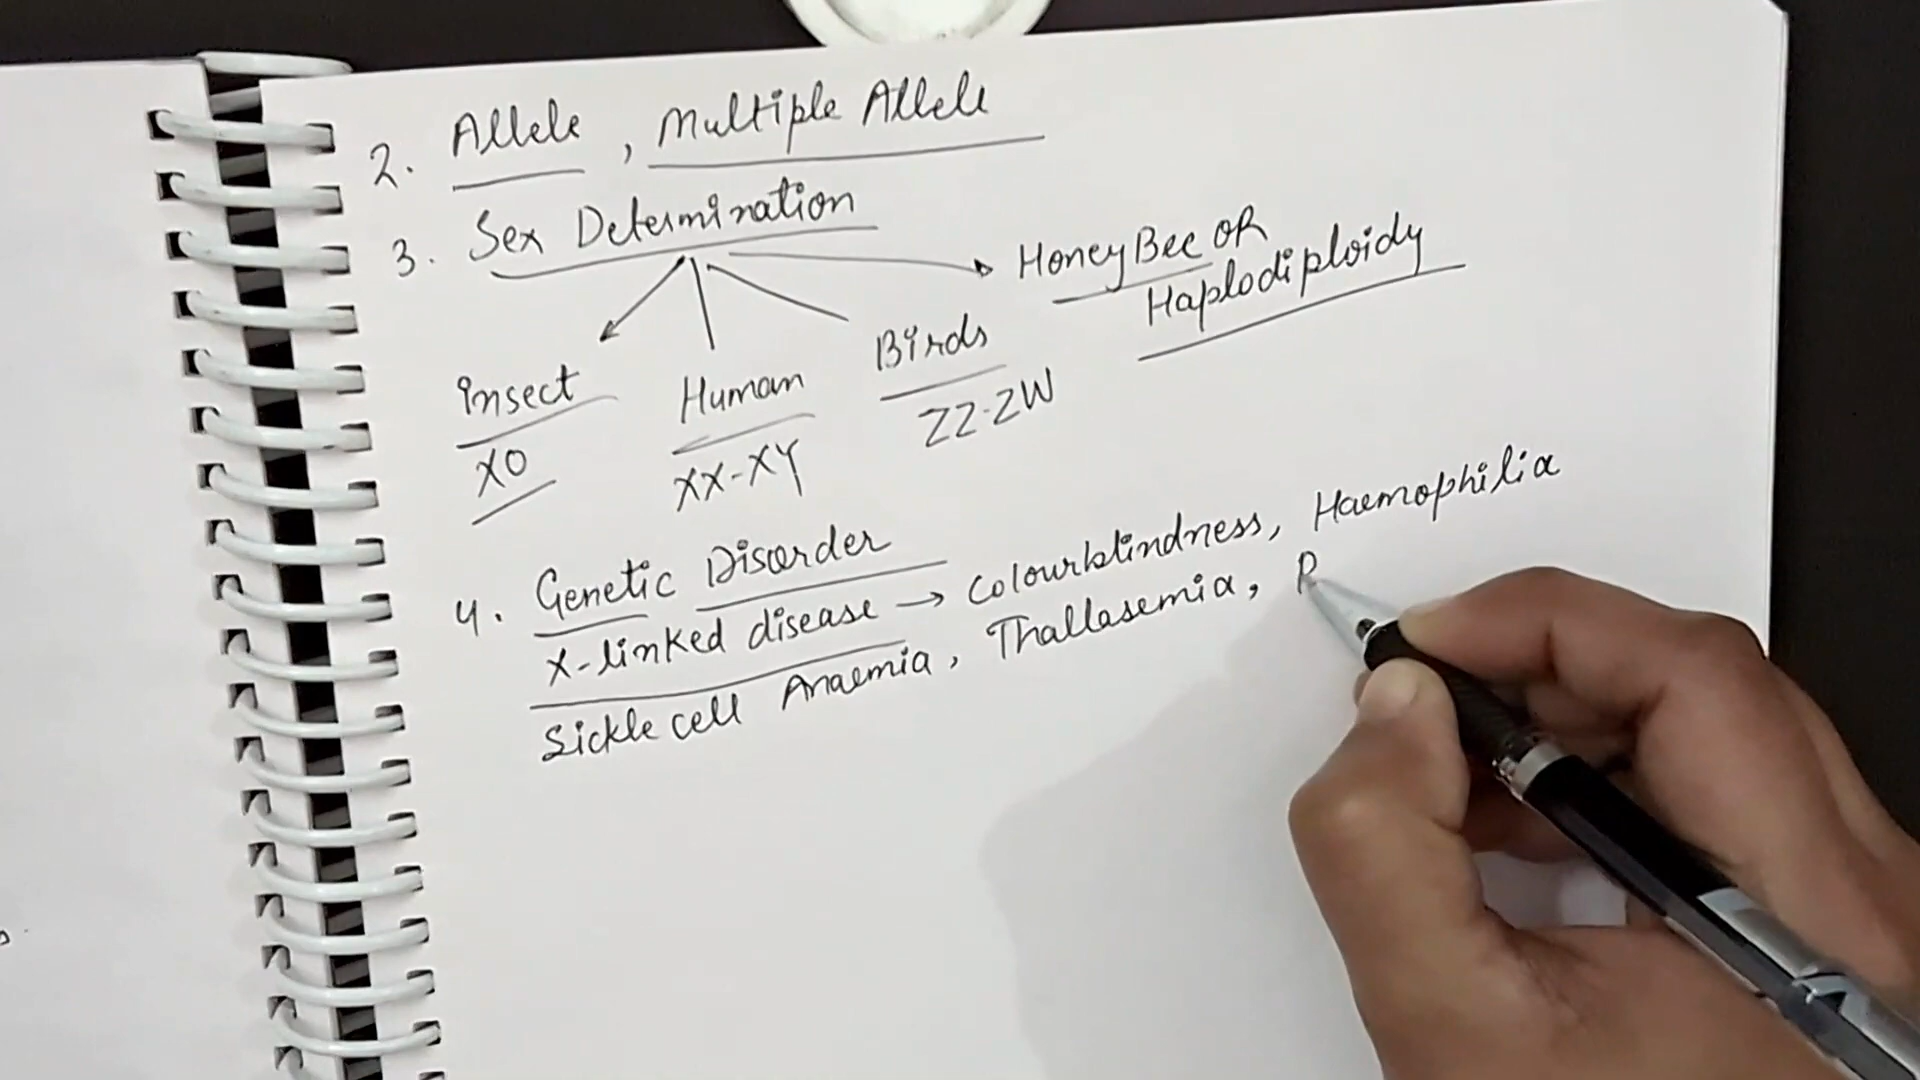 2. Allele, Multiple Allele
3. Sex Determination
HoneyBee OR
Haplodiploidy
Insect
Human
Birds
XO
XX-XY
ZZ-ZW
4. Genetic Disorder
X-linked disease → Colourblindness, Haemophilia
Sickle cell Anaemia, Thallasemia, P